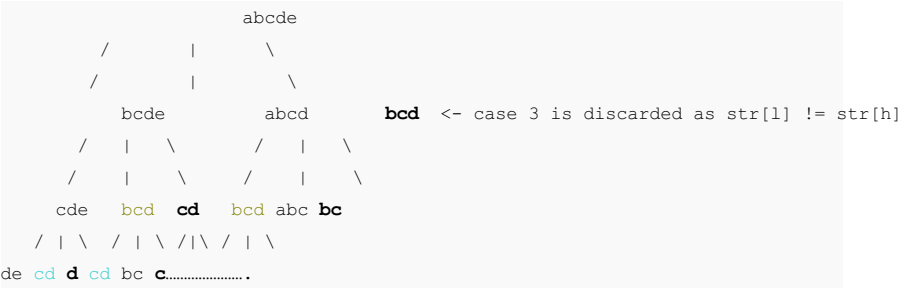 abcde
/ | \
/ | \
bcde abcd bcd <- case 3 is discarded as str[l] != str[h]
/ | \ / | \
/ | \ / | \
cde bcd cd bcd abc bc
/ | \ / | \ /|\ / | \
de cd d cd bc c………………….